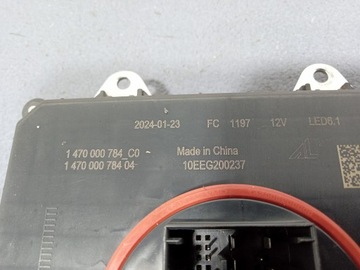 2024-01-23 FC 1197 12V LED6.1
1 470 000 784_C0 Made in China
1 470 000 784 04 10EEG200237